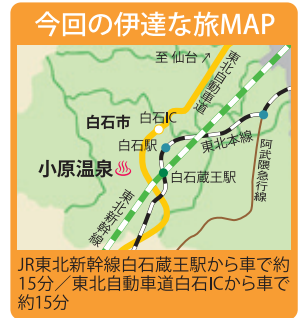 今回の伊達な旅MAP
至 仙台↗
東北自動車道
白石IC
白石市
白石駅
東北本線
小原温泉♨
白石蔵王駅
阿武隈急行線
東北新幹線
JR東北新幹線白石蔵王駅から車で約
15分／東北自動車道白石ICから車で
約15分